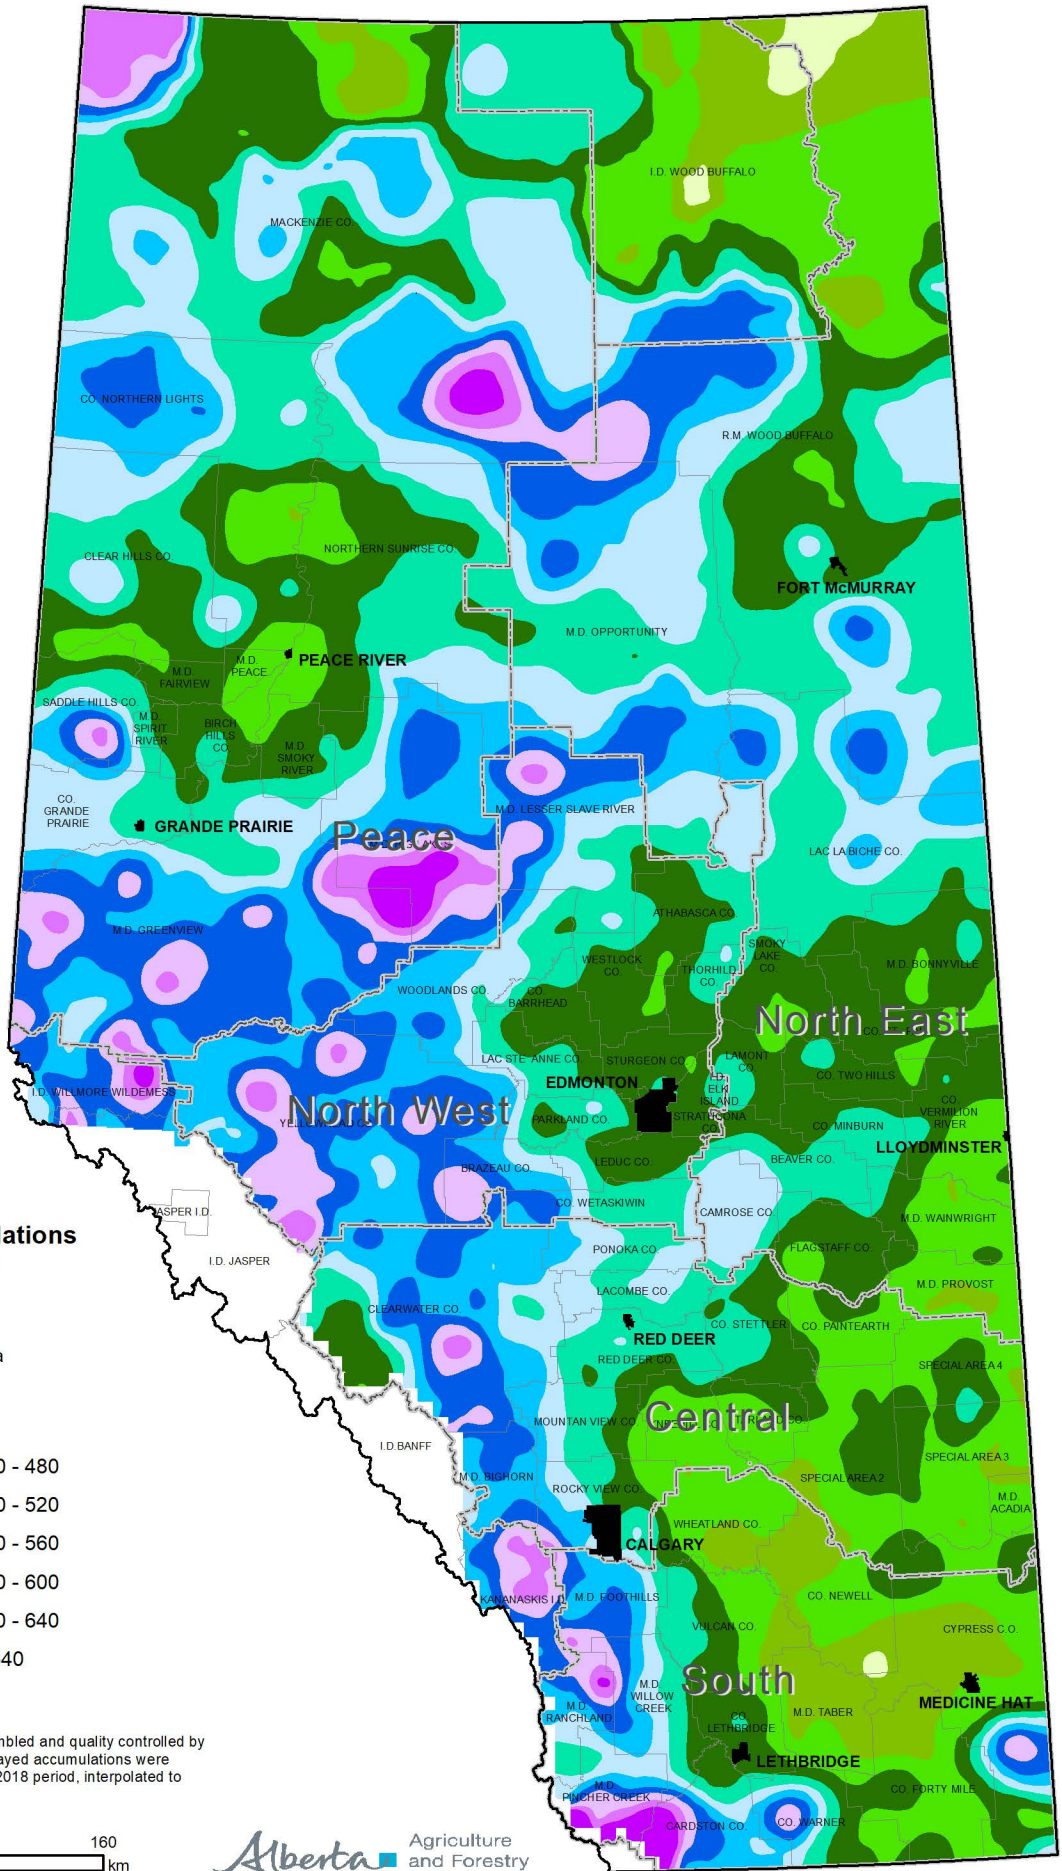 I.D. WOOD BUFFALO
MACKENZIE CO.
CO. NORTHERN LIGHTS
R.M. WOOD BUFFALO
CLEAR HILLS CO.
NORTHERN SUNRISE CO.
FORT McMURRAY
M.D. OPPORTUNITY
M.D.
PEACE
PEACE RIVER
M.D.
FAIRVIEW
SADDLE HILLS CO.
M.D.
SPIRIT
RIVER
BIRCH
HILLS
CO.
M.D.
SMOKY
RIVER
CO.
GRANDE
PRAIRIE
GRANDE PRAIRIE
Peace
M.D. LESSER SLAVE RIVER
LAC LA BICHE CO.
M.D. GREENVIEW
ATHABASCA CO.
WESTLOCK
CO.
THORHILD
CO.
SMOKY
LAKE
CO.
M.D. BONNYVILLE
WOODLANDS CO.
CO.
BARRHEAD
North East
LAC STE ANNE CO.
STURGEON CO.
LAMONT
CO.
CO. TWO HILLS
EDMONTON
I.D.
ELK
ISLAND
CO.
VERMILION
RIVER
I.D. WILLMORE WILDERNESS
North West
PARKLAND CO.
STRATHCONA
CO.
CO. MINBURN
LLOYDMINSTER
LEDUC CO.
BEAVER CO.
BRAZEAU CO.
CO. WETASKIWIN
CAMROSE CO.
M.D. WAINWRIGHT
JASPER I.D.
I.D. JASPER
lations
PONOKA CO.
FLAGSTAFF CO.
M.D. PROVOST
LACOMBE CO.
CLEARWATER CO.
CO. STETTLER
CO. PAINTEARTH
RED DEER
RED DEER CO.
SPECIAL AREA 4
a
Central
MOUNTAN VIEW CO.
I.D.BANFF
SPECIAL AREA 3
0 - 480
M.D. BIGHORN
SPECIAL AREA 2
ROCKY VIEW CO.
M.D.
ACADIA
0 - 520
WHEATLAND CO.
0 - 560
CALGARY
0 - 600
KANANASKIS I.D.
M.D. FOOTHILLS
CO. NEWELL
0 - 640
VULCAN CO.
CYPRESS C.O.
40
South
M.D.
WILLOW
CREEK
MEDICINE HAT
M.D.
RANCHLAND
CO.
LETHBRIDGE
M.D. TABER
LETHBRIDGE
mbled and quality controlled by
ayed accumulations were
2018 period, interpolated to
M.D.
PINCHER CREEK
CO. FORTY MILE
CARDSTON CO.
CO. WARNER
160
km
Alberta
Agriculture
and Forestry